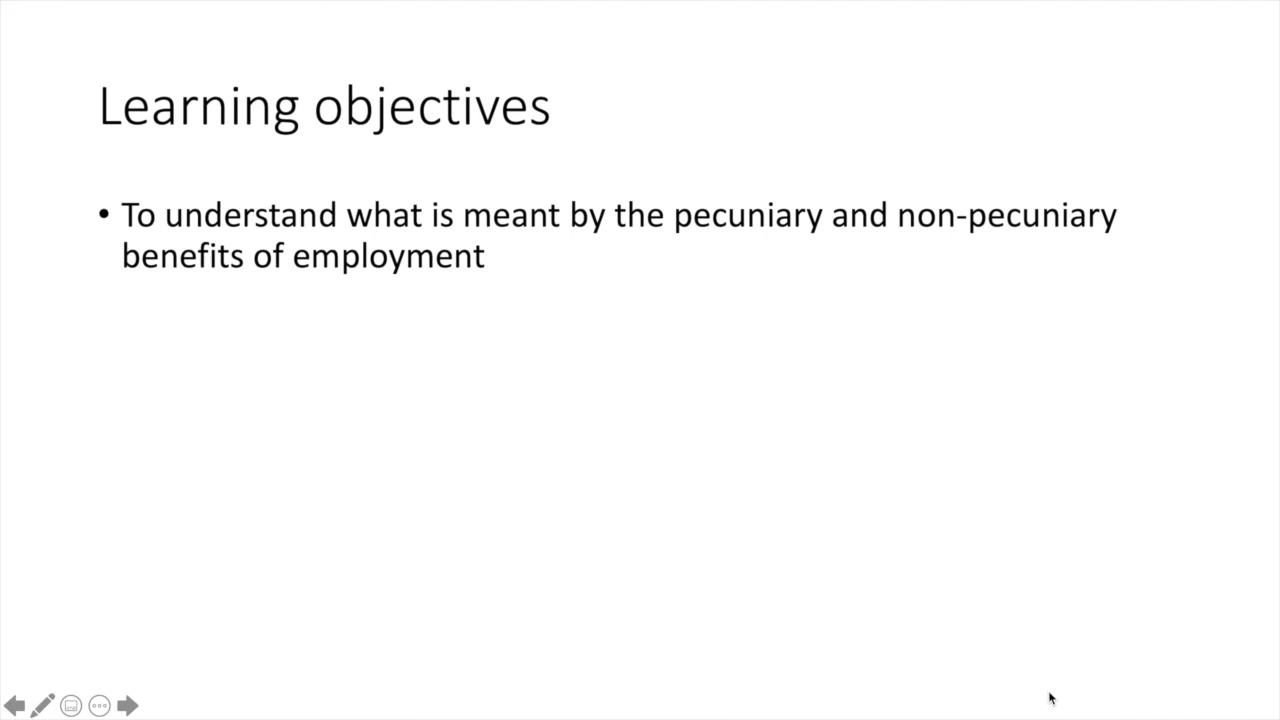 Learning objectives
• To understand what is meant by the pecuniary and non-pecuniary
benefits of employment